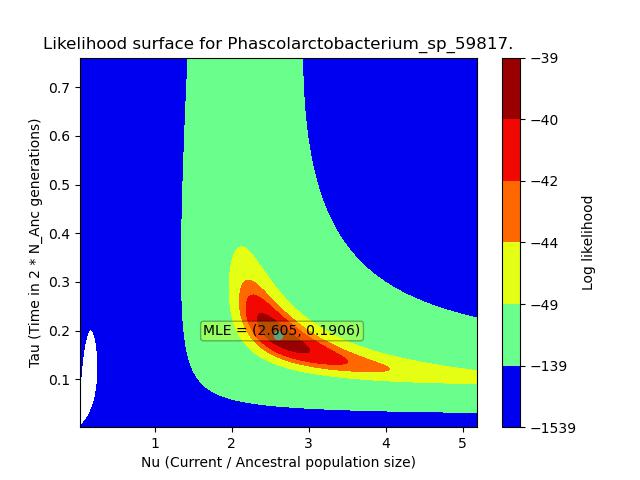 Likelihood surface for Phascolarctobacterium_sp_59817.
Tau (Time in 2 * N_Anc generations)
0.7
0.6
0.5
0.4
0.3
0.2
0.1
MLE = (2.605, 0.1906)
1 2 3 4 5
Nu (Current / Ancestral population size)
−39
−40
−42
−44
−49
−139
−1539
Log likelihood